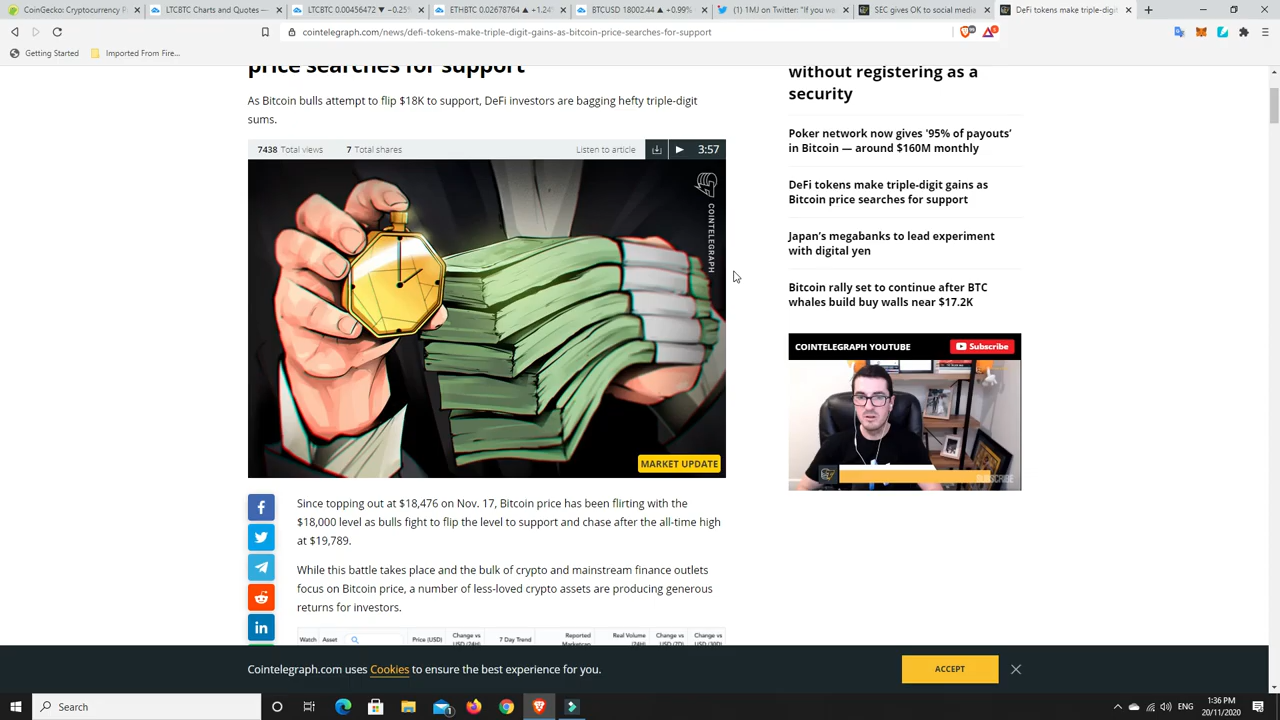 CoinGecko: Cryptocurrency P
LTCBTC Charts and Quotes —
LTCBTC 0.00456472 ▼ +0.25%
ETHBTC 0.02678764 ▲ +1.24
BTCUSD 18002.44 ▲ +0.99%
(1) 1MJ on Twitter: "If you wa
SEC gives OK to social media
DeFi tokens make triple-digit
cointelegraph.com/news/defi-tokens-make-triple-digit-gains-as-bitcoin-price-searches-for-support
Getting Started
Imported From Fire...
price searches for support
As Bitcoin bulls attempt to flip $18K to support, DeFi investors are bagging hefty triple-digit
sums.
7438 Total views
7 Total shares
Listen to article
3:57
COINTELEGRAPH
MARKET UPDATE
Since topping out at $18,476 on Nov. 17, Bitcoin price has been flirting with the
$18,000 level as bulls fight to flip the level to support and chase after the all-time high
at $19,789.
While this battle takes place and the bulk of crypto and mainstream finance outlets
focus on Bitcoin price, a number of less-loved crypto assets are producing generous
returns for investors.
Watch Asset Price (USD) Change vs 7 Day Trend Reported Real Volume Change vs Change vs
USD (24H) Marketcap (24H) USD (7D) USD (30D)
without registering as a
security
Poker network now gives '95% of payouts'
in Bitcoin — around $160M monthly
DeFi tokens make triple-digit gains as
Bitcoin price searches for support
Japan's megabanks to lead experiment
with digital yen
Bitcoin rally set to continue after BTC
whales build buy walls near $17.2K
COINTELEGRAPH YOUTUBE
Subscribe
SUBSCRIBE
Cointelegraph.com uses Cookies to ensure the best experience for you.
ACCEPT
Search
ENG
1:36 PM
20/11/2020